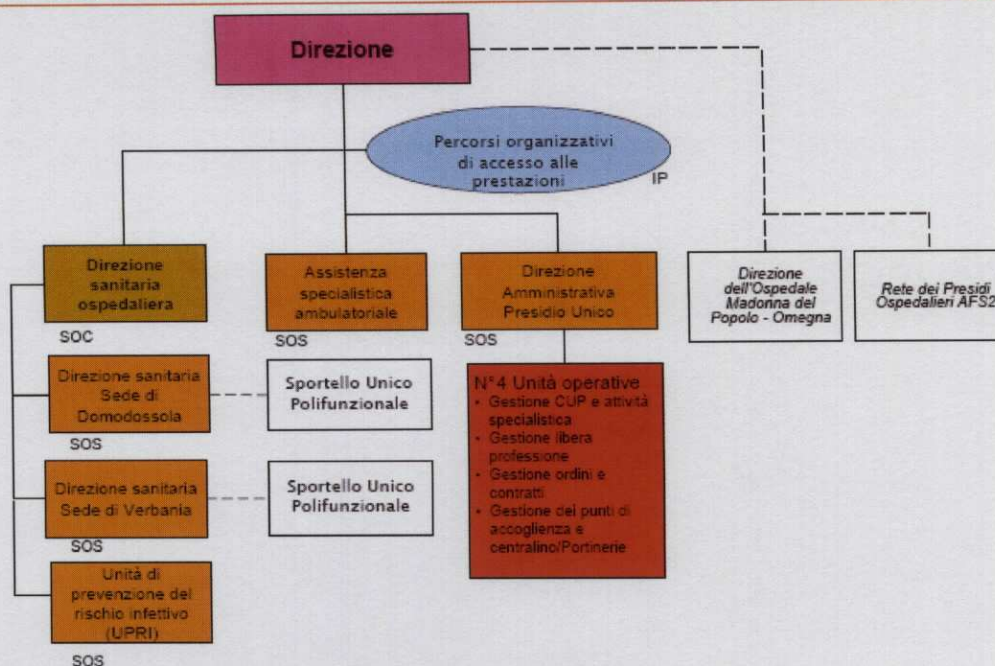 Direzione
Percorsi organizzativi
di accesso alle
prestazioni
IP
Direzione
sanitaria
ospedaliera
SOC
Assistenza
specialistica
ambulatoriale
SOS
Direzione
Amministrativa
Presidio Unico
SOS
Direzione
dell'Ospedale
Madonna del
Popolo - Omegna
Rete dei Presidi
Ospedalieri AFS2
Direzione sanitaria
Sede di
Domodossola
SOS
Sportello Unico
Polifunzionale
N°4 Unità operative
• Gestione CUP e attività
specialistica
• Gestione libera
professione
• Gestione ordini e
contratti
• Gestione dei punti di
accoglienza e
centralino/Portinerie
Direzione sanitaria
Sede di Verbania
SOS
Sportello Unico
Polifunzionale
Unità di
prevenzione del
rischio infettivo
(UPRI)
SOS